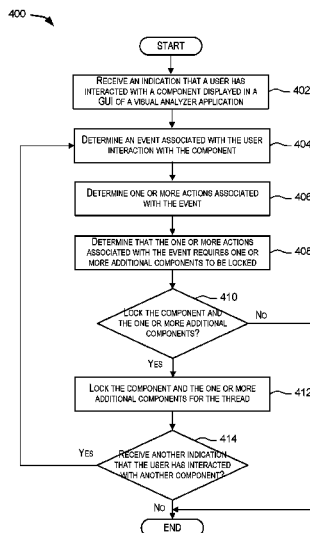 400
START
RECEIVE AN INDICATION THAT A USER HAS
INTERACTED WITH A COMPONENT DISPLAYED IN A
GUI OF A VISUAL ANALYZER APPLICATION
402
DETERMINE AN EVENT ASSOCIATED WITH THE USER
INTERACTION WITH THE COMPONENT
404
DETERMINE ONE OR MORE ACTIONS ASSOCIATED
WITH THE EVENT
406
DETERMINE THAT THE ONE OR MORE ACTIONS
ASSOCIATED WITH THE EVENT REQUIRES ONE OR
MORE ADDITIONAL COMPONENTS TO BE LOCKED
408
410
LOCK THE COMPONENT AND
THE ONE OR MORE ADDITIONAL
COMPONENTS?
NO
YES
LOCK THE COMPONENT AND THE ONE OR MORE
ADDITIONAL COMPONENTS FOR THE THREAD
412
414
RECEIVE ANOTHER INDICATION
THAT THE USER HAS INTERACTED
WITH ANOTHER COMPONENT?
YES
NO
END